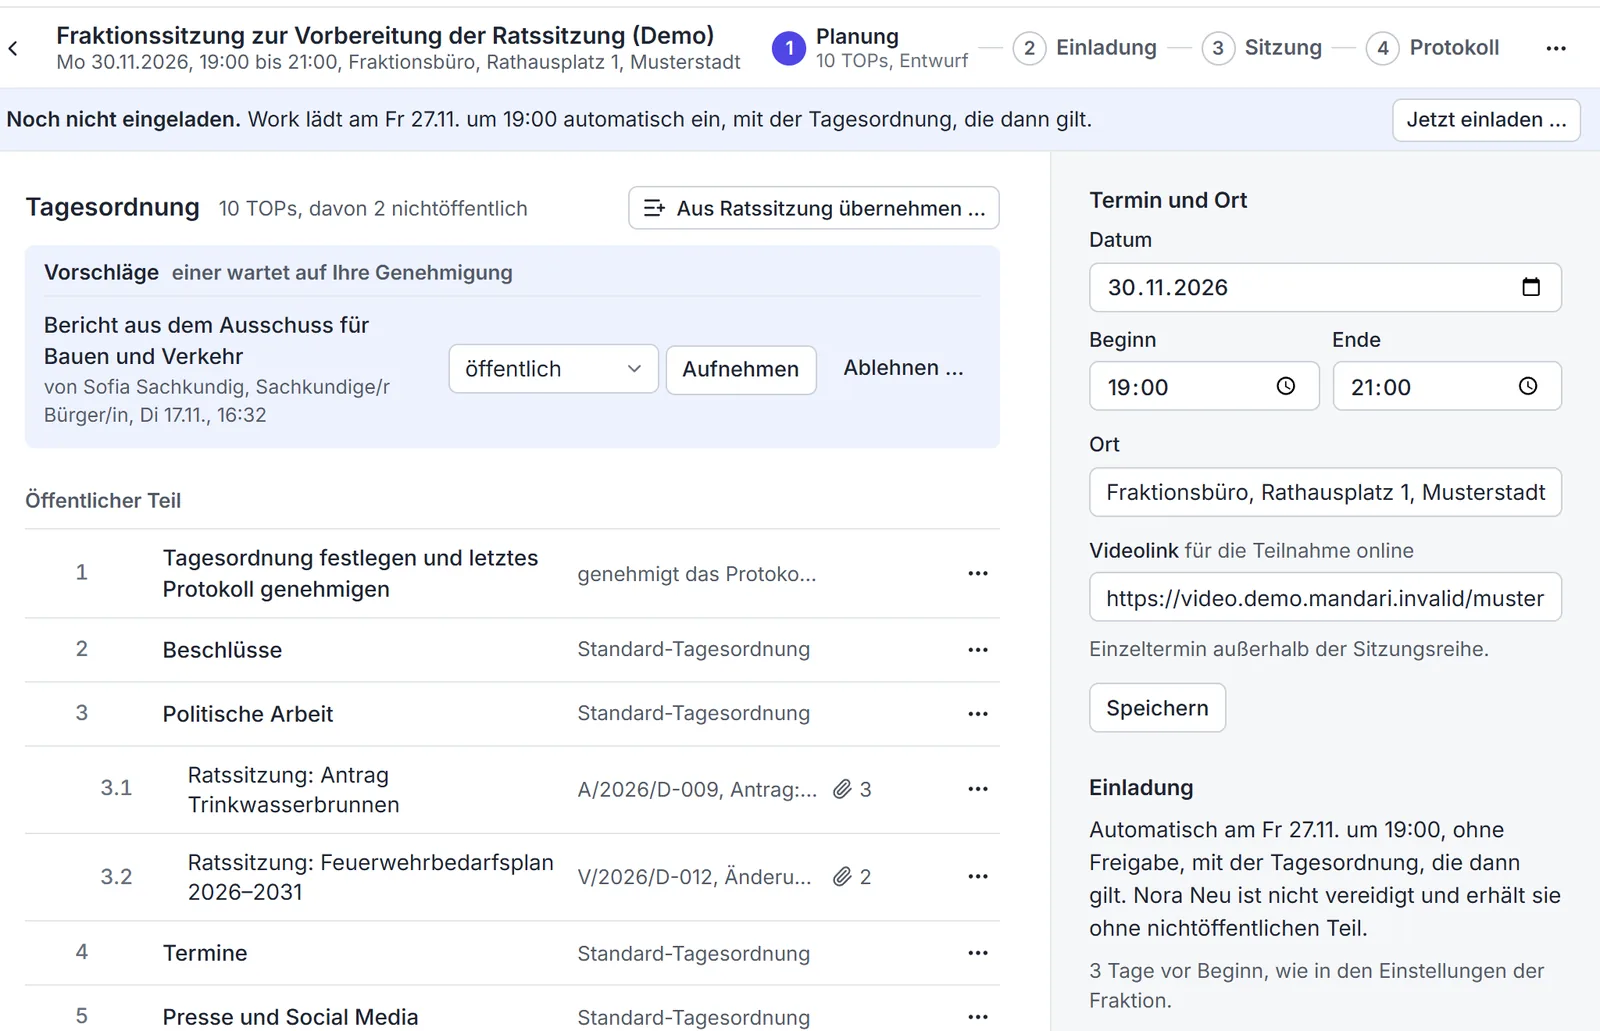 Fraktionssitzung zur Vorbereitung der Ratssitzung (Demo)
Mo 30.11.2026, 19:00 bis 21:00, Fraktionsbüro, Rathausplatz 1, Musterstadt
1 Planung
10 TOPs, Entwurf
2 Einladung
3 Sitzung
4 Protokoll
Noch nicht eingeladen. Work lädt am Fr 27.11. um 19:00 automatisch ein, mit der Tagesordnung, die dann gilt.
Jetzt einladen ...
Tagesordnung 10 TOPs, davon 2 nichtöffentlich
Aus Ratssitzung übernehmen ...
Vorschläge einer wartet auf Ihre Genehmigung
Bericht aus dem Ausschuss für
Bauen und Verkehr
von Sofia Sachkundig, Sachkundige/r
Bürger/in, Di 17.11., 16:32
öffentlich
Aufnehmen
Ablehnen ...
Öffentlicher Teil
1 Tagesordnung festlegen und letztes
Protokoll genehmigen
genehmigt das Protoko...
2 Beschlüsse Standard-Tagesordnung
3 Politische Arbeit Standard-Tagesordnung
3.1 Ratssitzung: Antrag
Trinkwasserbrunnen
A/2026/D-009, Antrag:... 3
3.2 Ratssitzung: Feuerwehrbedarfsplan
2026–2031
V/2026/D-012, Änderu... 2
4 Termine Standard-Tagesordnung
5 Presse und Social Media Standard-Tagesordnung
Termin und Ort
Datum
30.11.2026
Beginn Ende
19:00 21:00
Ort
Fraktionsbüro, Rathausplatz 1, Musterstadt
Videolink für die Teilnahme online
https://video.demo.mandari.invalid/muster
Einzeltermin außerhalb der Sitzungsreihe.
Speichern
Einladung
Automatisch am Fr 27.11. um 19:00, ohne
Freigabe, mit der Tagesordnung, die dann
gilt. Nora Neu ist nicht vereidigt und erhält sie
ohne nichtöffentlichen Teil.
3 Tage vor Beginn, wie in den Einstellungen der
Fraktion.